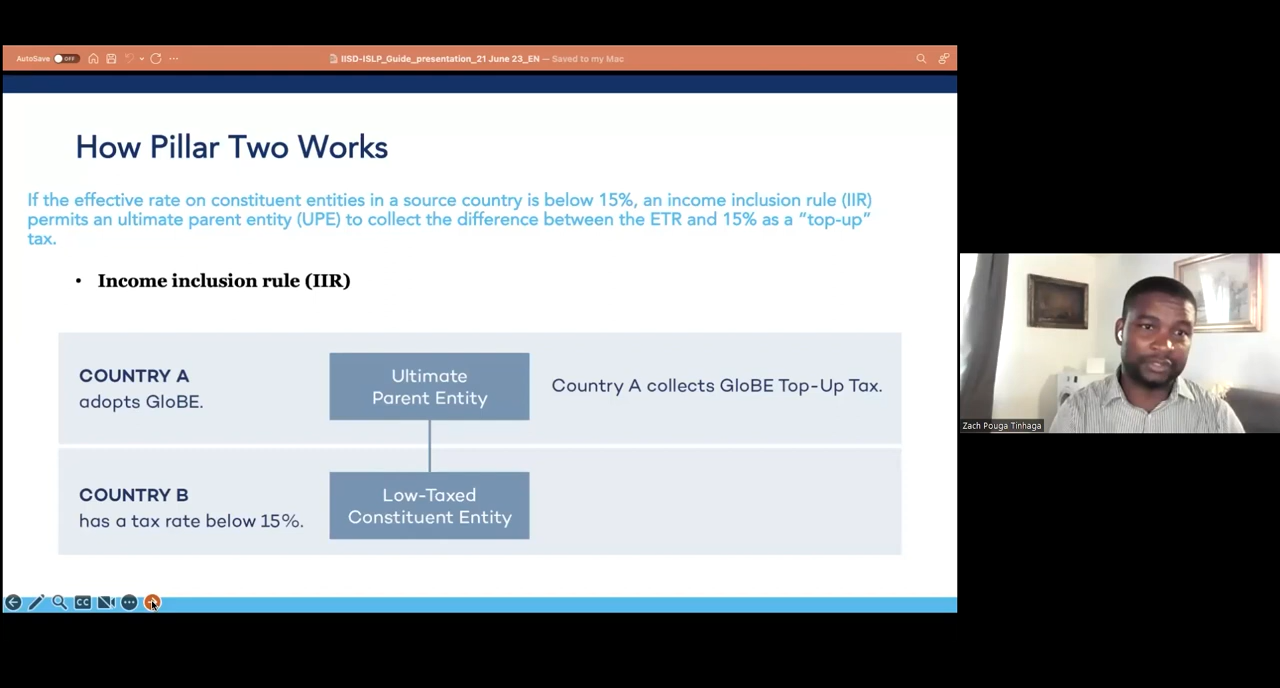 AutoSave OFF
IISD-ISLP_Guide_presentation_21 June 23_EN — Saved to my Mac
How Pillar Two Works
If the effective rate on constituent entities in a source country is below 15%, an income inclusion rule (IIR)
permits an ultimate parent entity (UPE) to collect the difference between the ETR and 15% as a “top-up”
tax.
• Income inclusion rule (IIR)
COUNTRY A
adopts GloBE.
Ultimate
Parent Entity
Country A collects GloBE Top-Up Tax.
COUNTRY B
has a tax rate below 15%.
Low-Taxed
Constituent Entity
CC
Zach Pouga Tinhaga